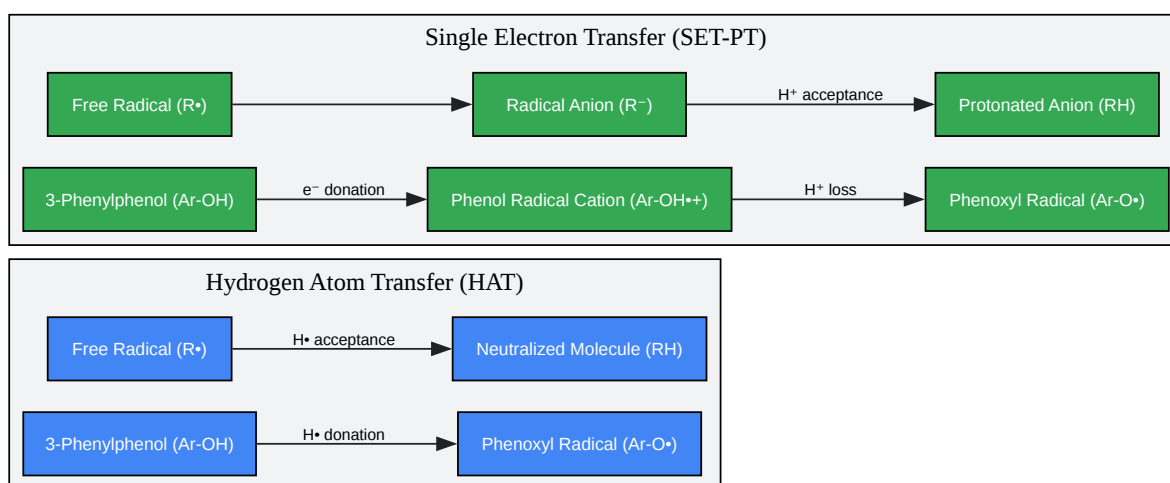 Single Electron Transfer (SET-PT)
Free Radical (R•)
Radical Anion (R⁻)
H⁺ acceptance
Protonated Anion (RH)
3-Phenylphenol (Ar-OH)
e⁻ donation
Phenol Radical Cation (Ar-OH•+)
H⁺ loss
Phenoxyl Radical (Ar-O•)
Hydrogen Atom Transfer (HAT)
Free Radical (R•)
H• acceptance
Neutralized Molecule (RH)
3-Phenylphenol (Ar-OH)
H• donation
Phenoxyl Radical (Ar-O•)